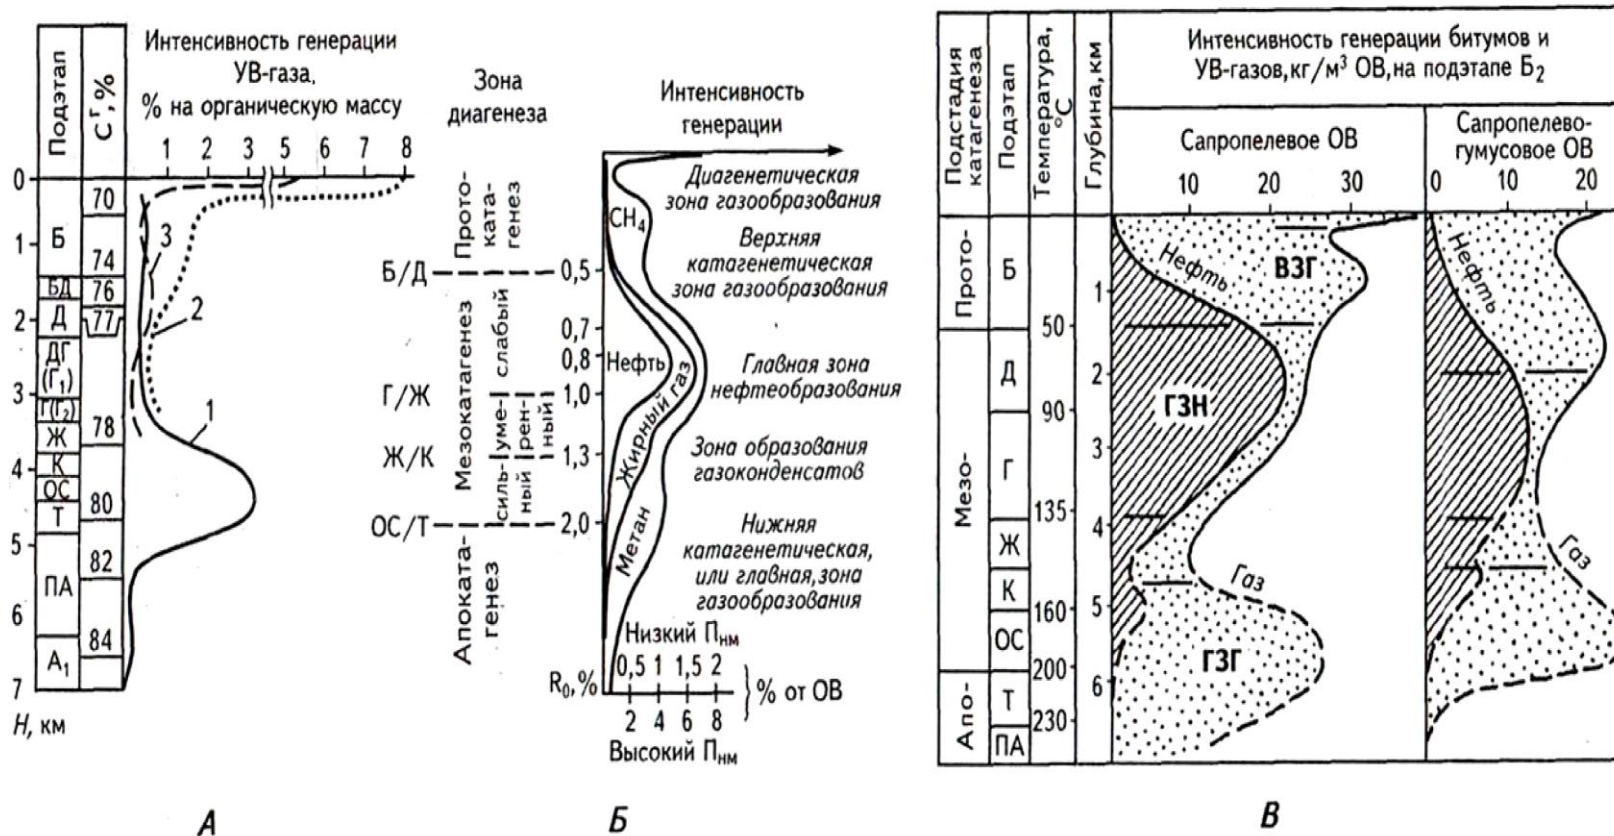 Подэтап
Сᴦ, %
Интенсивность генерации
УВ-газа,
% на органическую массу
1 2 3 5 6 7 8
0
1
2
3
4
5
6
7
H, км
Б
БД
Д
ДГ
(Г₁)
Г(Г₂)
Ж
К
ОС
Т
ПА
А₁
70
74
76
77
78
80
82
84
3
2
1
А
Зона
диагенеза
Интенсивность
генерации
Прото-
ката-
генез
Б/Д
Г/Ж
Ж/К
ОС/Т
Мезокатагенез
слабый
уме-
рен-
ный
силь-
ный
Апоката-
генез
0,5
0,7
0,8
1,0
1,3
2,0
CH₄
Нефть
Жирный газ
Метан
Диагенетическая
зона газообразования
Верхняя
катагенетическая
зона газообразования
Главная зона
нефтеобразования
Зона образования
газоконденсатов
Нижняя
катагенетическая,
или главная, зона
газообразования
Низкий Пнм
0,5 1 1,5 2
R₀, %
% от ОВ
2 4 6 8
Высокий Пнм
Б
Подстадия
катагенеза
Подэтап
Температура,
°С
Глубина, км
Интенсивность генерации битумов и
УВ-газов, кг/м³ ОВ, на подэтапе Б₂
Сапропелевое ОВ
10 20 30
Сапропелево-
гумусовое ОВ
0 10 20
Прото-
Мезо-
Апо-
Б
Д
Г
Ж
К
ОС
Т
ПА
50
90
135
160
200
230
1
2
3
4
5
6
Нефть
ВЗГ
ГЗН
Газ
ГЗГ
Нефть
Газ
В